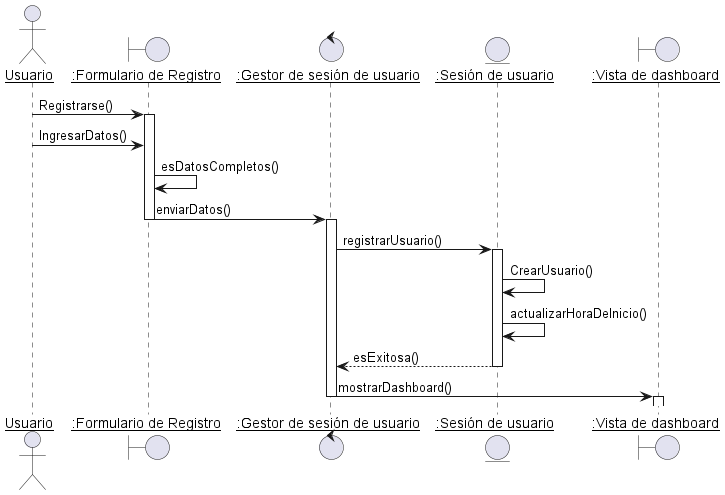 Usuario
:Formulario de Registro
:Gestor de sesión de usuario
:Sesión de usuario
:Vista de dashboard
Registrarse()
IngresarDatos()
esDatosCompletos()
enviarDatos()
registrarUsuario()
CrearUsuario()
actualizarHoraDeInicio()
esExitosa()
mostrarDashboard()
Usuario
:Formulario de Registro
:Gestor de sesión de usuario
:Sesión de usuario
:Vista de dashboard